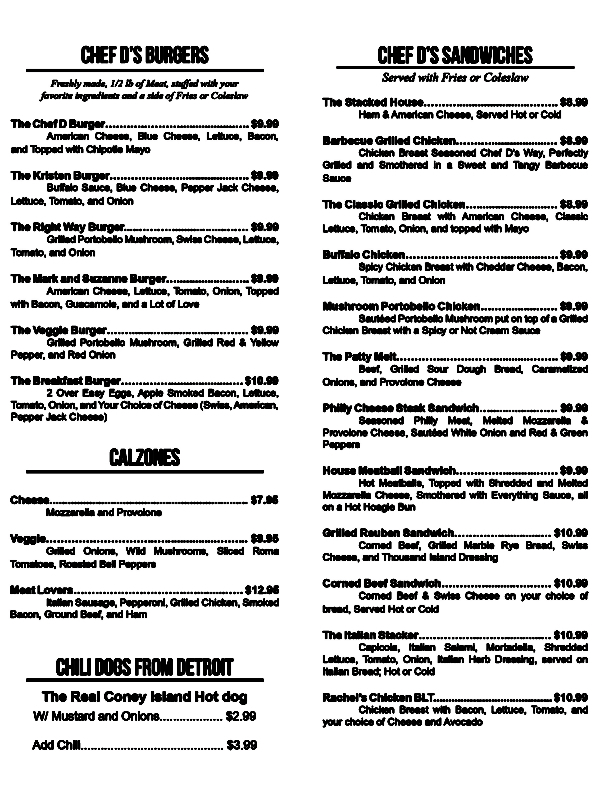 CHEF D'S BURGERS
Freshly made, 1/2 lb of Meat, stuffed with your
favorite ingredients and a side of Fries or Coleslaw
The Chef D Burger $9.99
American Cheese, Blue Cheese, Lettuce, Bacon,
and Topped with Chipotle Mayo
The Kristen Burger $9.99
Buffalo Sauce, Blue Cheese, Pepper Jack Cheese,
Lettuce, Tomato, and Onion
The Right Way Burger $9.99
Grilled Portobello Mushroom, Swiss Cheese, Lettuce,
Tomato, and Onion
The Mark and Suzanne Burger $9.99
American Cheese, Lettuce, Tomato, Onion, Topped
with Bacon, Guacamole, and a Lot of Love
The Veggie Burger $9.99
Grilled Portobello Mushroom, Grilled Red & Yellow
Pepper, and Red Onion
The Breakfast Burger $10.99
2 Over Easy Eggs, Apple Smoked Bacon, Lettuce,
Tomato, Onion, and Your Choice of Cheese (Swiss, American,
Pepper Jack Cheese)
CALZONES
Cheese $7.95
Mozzarella and Provolone
Veggie $8.95
Grilled Onions, Wild Mushrooms, Sliced Roma
Tomatoes, Roasted Bell Peppers
Meat Lovers $12.95
Italian Sausage, Pepperoni, Grilled Chicken, Smoked
Bacon, Ground Beef, and Ham
CHILI DOGS FROM DETROIT
The Real Coney Island Hot dog
W/ Mustard and Onions $2.99
Add Chili $3.99
CHEF D'S SANDWICHES
Served with Fries or Coleslaw
The Stacked House $8.99
Ham & American Cheese, Served Hot or Cold
Barbecue Grilled Chicken $8.99
Chicken Breast Seasoned Chef D's Way, Perfectly
Grilled and Smothered in a Sweet and Tangy Barbecue
Sauce
The Classic Grilled Chicken $8.99
Chicken Breast with American Cheese, Classic
Lettuce, Tomato, Onion, and topped with Mayo
Buffalo Chicken $9.99
Spicy Chicken Breast with Cheddar Cheese, Bacon,
Lettuce, Tomato, and Onion
Mushroom Portobello Chicken $9.99
Sautéed Portobello Mushroom put on top of a Grilled
Chicken Breast with a Spicy or Not Cream Sauce
The Patty Melt $9.99
Beef, Grilled Sour Dough Bread, Caramelized
Onions, and Provolone Cheese
Philly Cheese Steak Sandwich $9.99
Seasoned Philly Meat, Melted Mozzarella &
Provolone Cheese, Sautéed White Onion and Red & Green
Peppers
House Meatball Sandwich $9.99
Hot Meatballs, Topped with Shredded and Melted
Mozzarella Cheese, Smothered with Everything Sauce, all
on a Hot Hoagie Bun
Grilled Reuben Sandwich $10.99
Corned Beef, Grilled Marble Rye Bread, Swiss
Cheese, and Thousand Island Dressing
Corned Beef Sandwich $10.99
Corned Beef & Swiss Cheese on your choice of
bread, Served Hot or Cold
The Italian Stacker $10.99
Capicola, Italian Salami, Mortadella, Shredded
Lettuce, Tomato, Onion, Italian Herb Dressing, served on
Italian Bread; Hot or Cold
Rachel's Chicken BLT $10.99
Chicken Breast with Bacon, Lettuce, Tomato, and
your choice of Cheese and Avocado